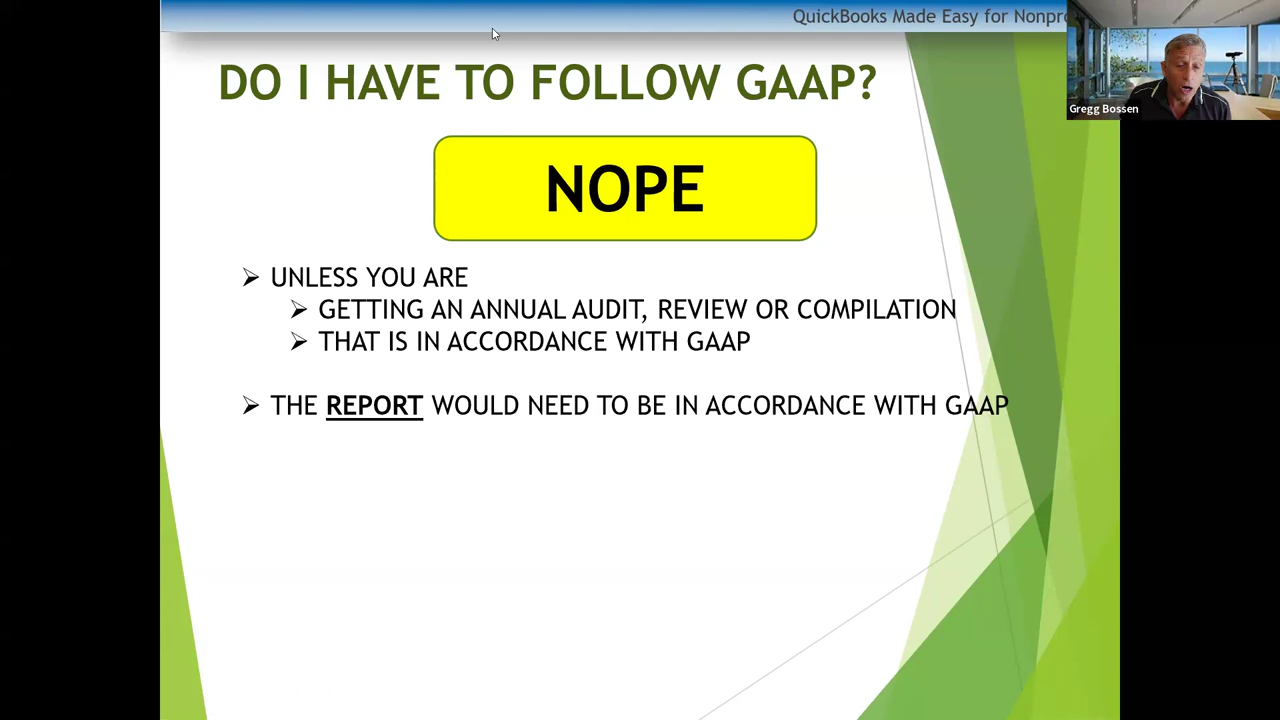 QuickBooks Made Easy for Nonpro
Gregg Bossen
DO I HAVE TO FOLLOW GAAP?
NOPE
➢ UNLESS YOU ARE
➢ GETTING AN ANNUAL AUDIT, REVIEW OR COMPILATION
➢ THAT IS IN ACCORDANCE WITH GAAP
➢ THE REPORT WOULD NEED TO BE IN ACCORDANCE WITH GAAP